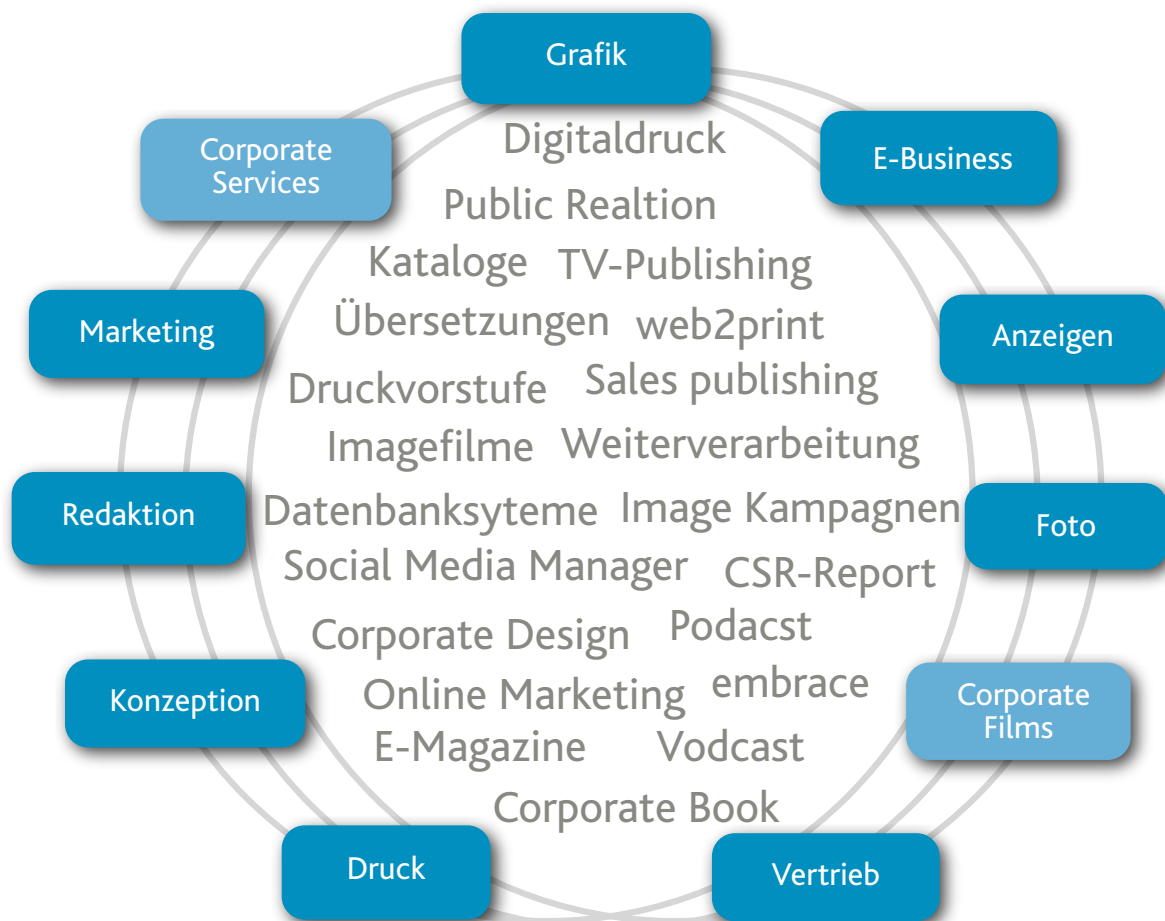 Grafik
Corporate
Services
E-Business
Digitaldruck
Public Realtion
Kataloge TV-Publishing
Marketing
Übersetzungen web2print
Anzeigen
Druckvorstufe Sales publishing
Imagefilme Weiterverarbeitung
Redaktion
Datenbanksyteme Image Kampagnen
Foto
Social Media Manager CSR-Report
Corporate Design Podacst
Konzeption
Online Marketing embrace
Corporate
Films
E-Magazine Vodcast
Corporate Book
Druck
Vertrieb